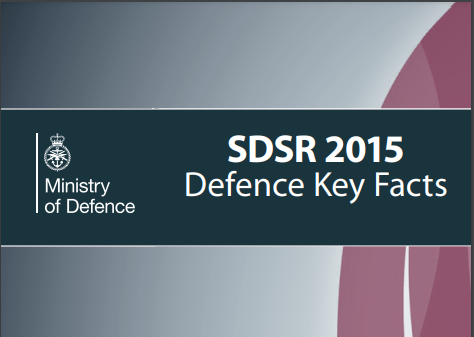 SDSR 2015
Defence Key Facts
Ministry
of Defence